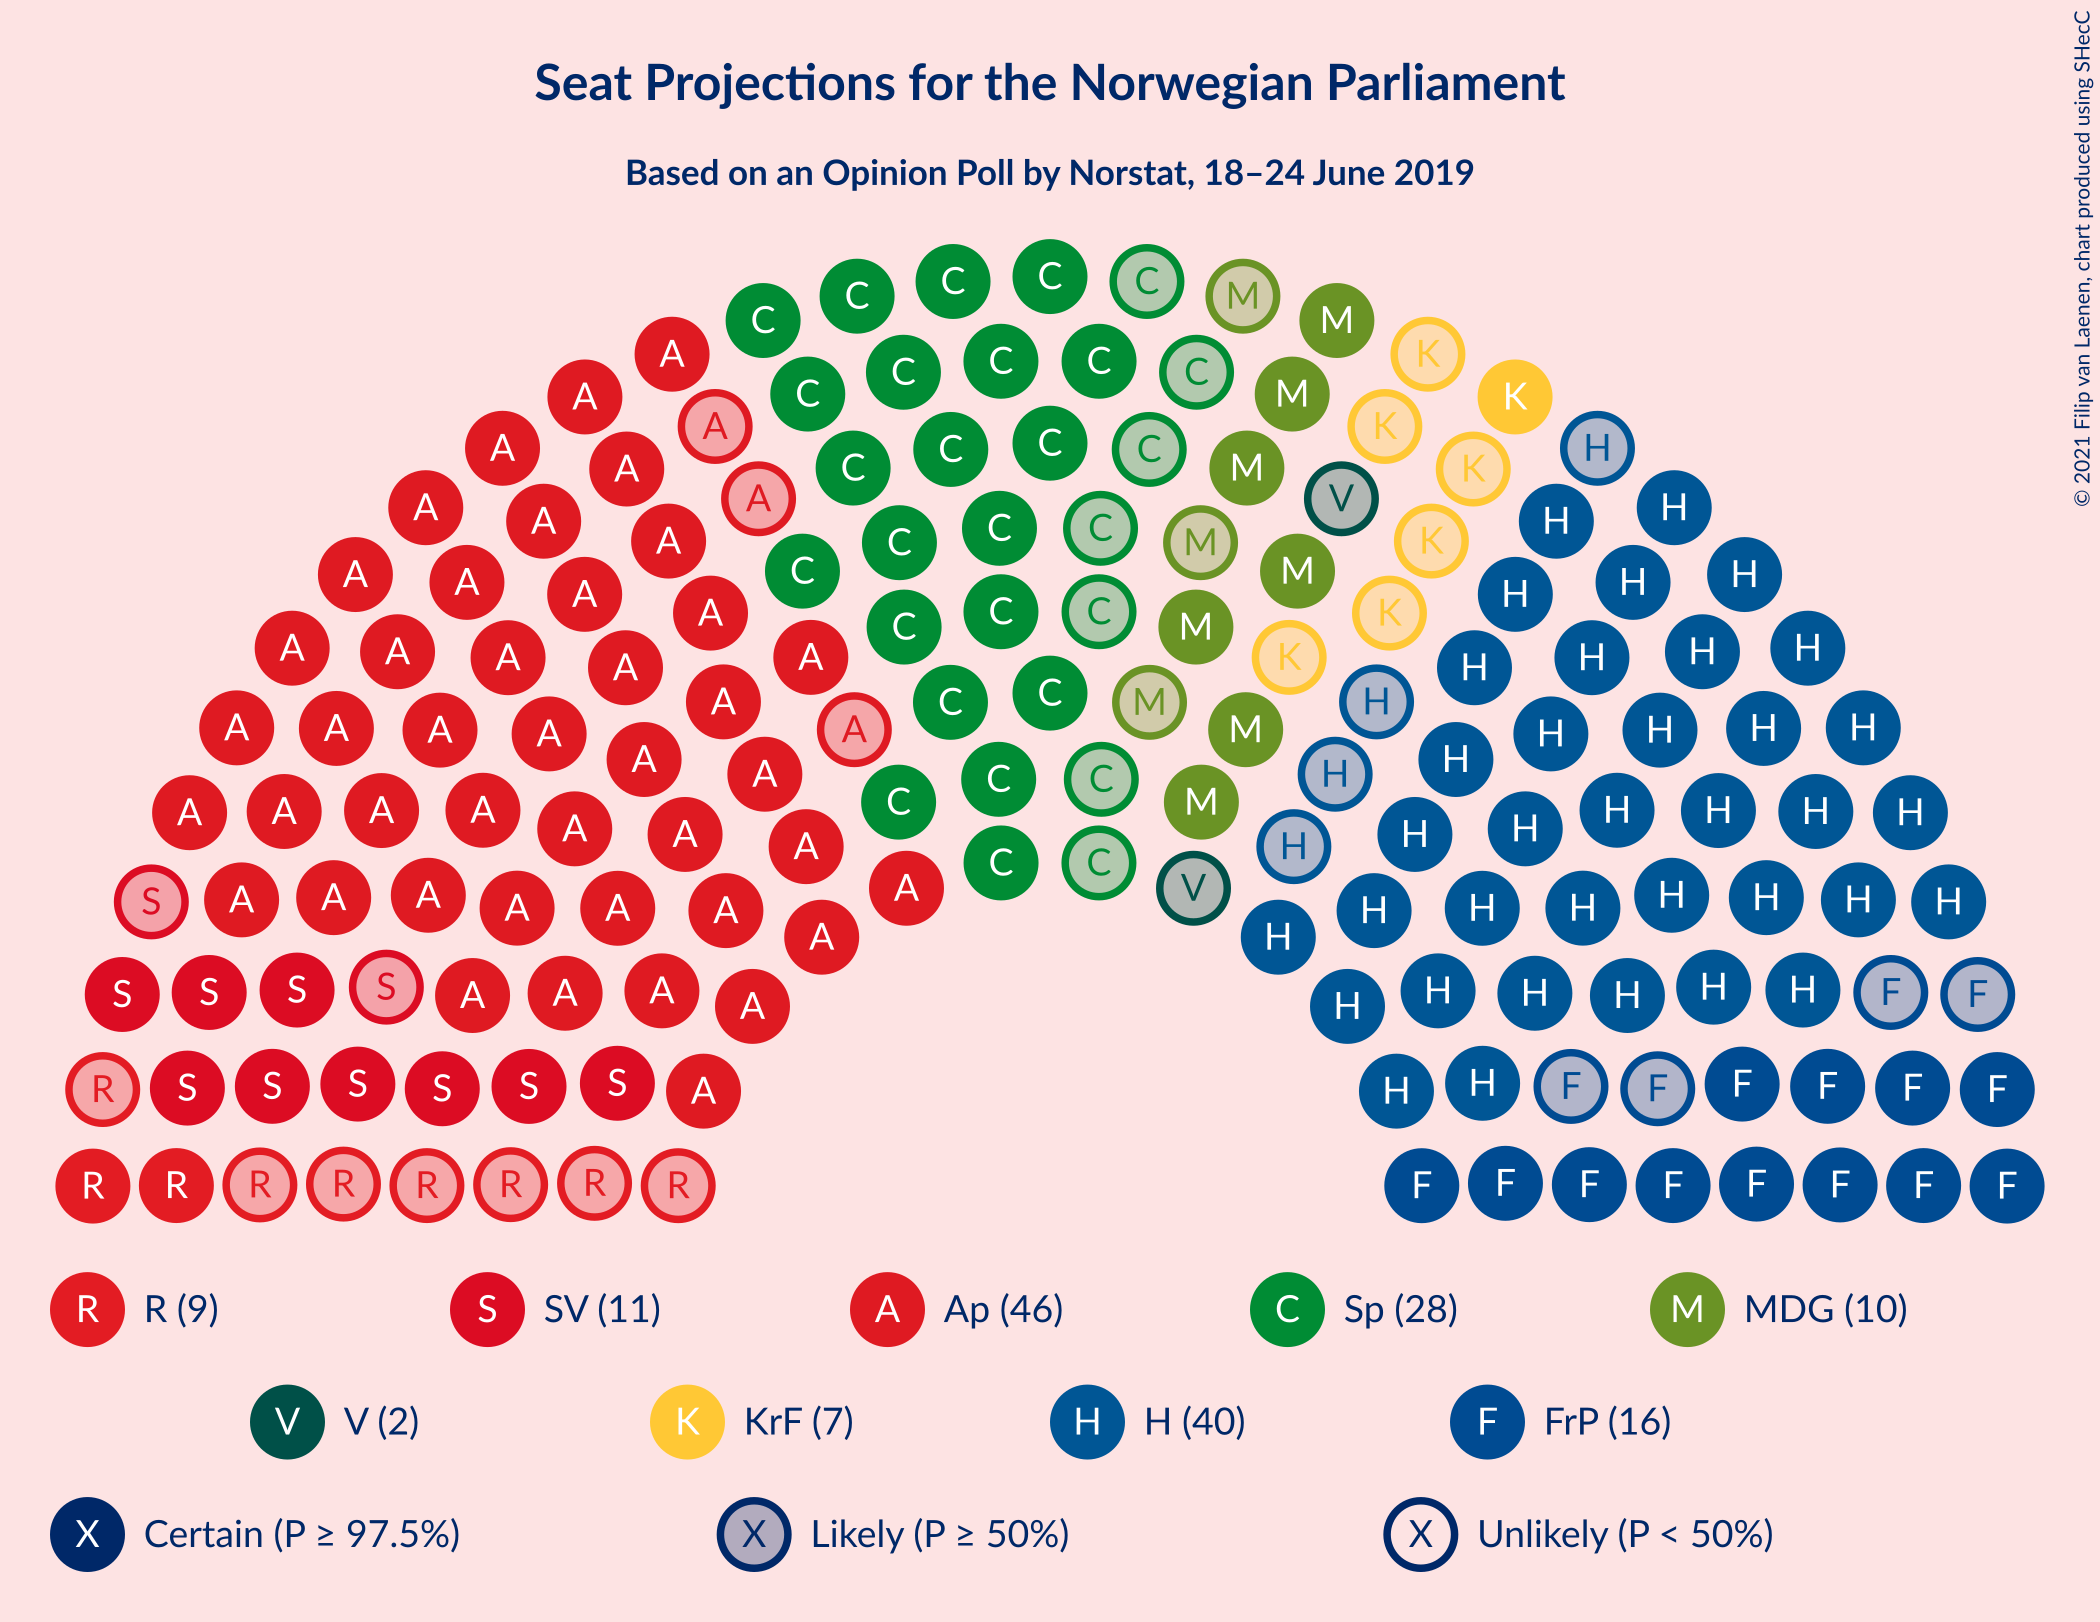 Seat Projections for the Norwegian Parliament
Based on an Opinion Poll by Norstat, 18–24 June 2019
© 2021 Filip van Laenen, chart produced using SHecC
C C C C C M M
A C C C C C M K K
A A C C C C M V K K H
A A A A C C C M M K H H
A A A A C C C M K H H
A A A A A C C M M H H H H
A A A A A A A C C C M H H H H H H
A A A A A A A A C C V H H H H H H H H
S A A A A A A A H H H H H H H H
S S S S A A A A H H H H H H F F
R S S S S S S A H H F F F F F F
R R R R R R R R F F F F F F F F
R R (9) S SV (11) A Ap (46) C Sp (28) M MDG (10)
V V (2) K KrF (7) H H (40) F FrP (16)
X Certain (P ≥ 97.5%) X Likely (P ≥ 50%) X Unlikely (P < 50%)